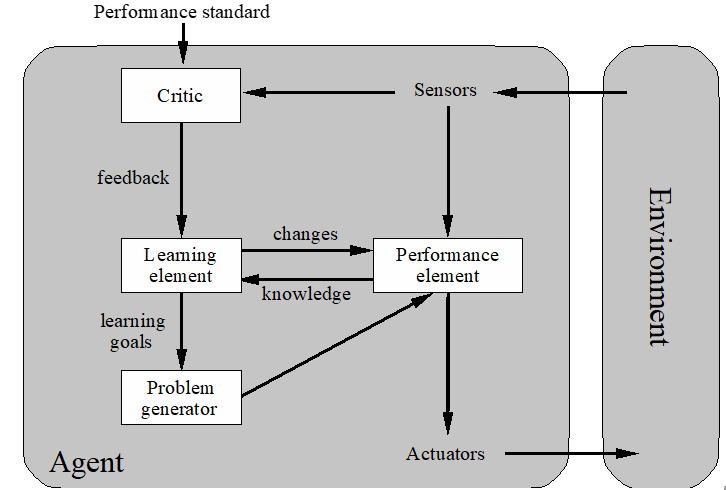 Performance standard
Critic
Sensors
feedback
changes
Learning
element
Performance
element
knowledge
learning
goals
Problem
generator
Agent
Actuators
Environment